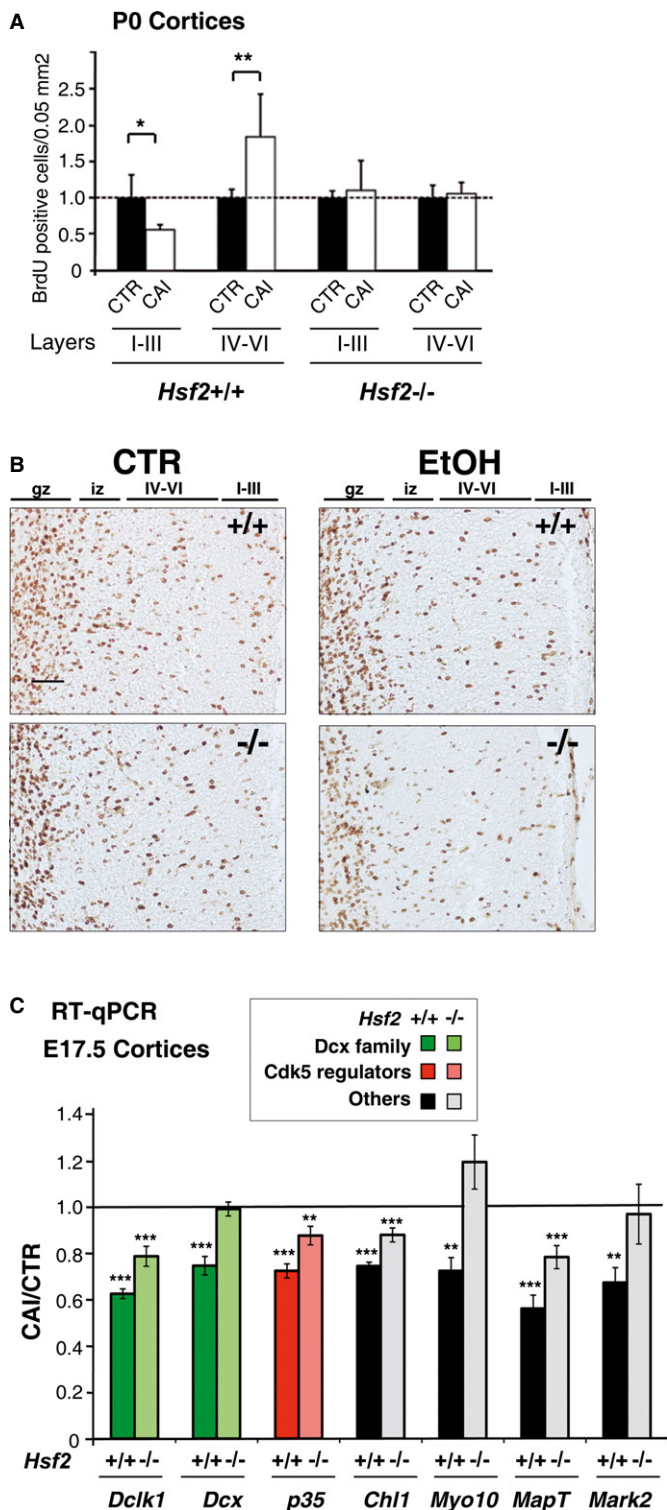 A
P0 Cortices
BrdU positive cells/0.05 mm2
2.5
2.0
1.5
1.0
0.5
0
*
**
CTR CAI CTR CAI CTR CAI CTR CAI
Layers I-III IV-VI I-III IV-VI
Hsf2+/+ Hsf2-/-
B
CTR EtOH
gz iz IV-VI I-III gz iz IV-VI I-III
+/+ +/+
-/- -/-
C
RT-qPCR
E17.5 Cortices
Hsf2 +/+ -/-
Dcx family
Cdk5 regulators
Others
CAI/CTR
1.4
1.2
1.0
0.8
0.6
0.4
0.2
0
*** *** *** *** ** *** *** ** *** *** **
Hsf2 +/+ -/- +/+ -/- +/+ -/- +/+ -/- +/+ -/- +/+ -/- +/+ -/-
Dclk1 Dcx p35 Chl1 Myo10 MapT Mark2